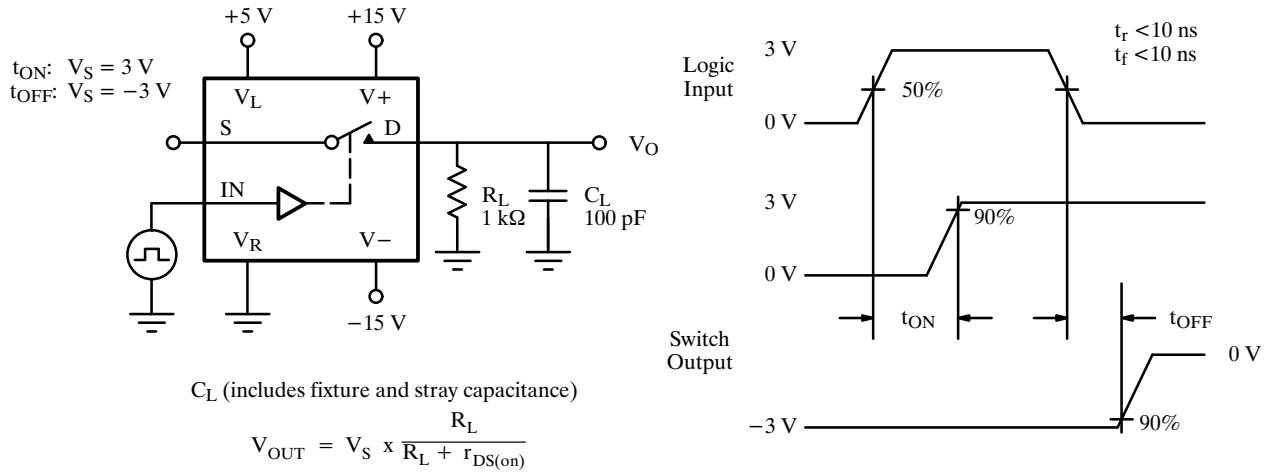 +5 V
+15 V
tON: VS = 3 V
tOFF: VS = −3 V
VL
V+
S
D
VO
IN
RL
1 kΩ
CL
100 pF
VR
V−
−15 V
CL (includes fixture and stray capacitance)
VOUT = VS x RL
RL + rDS(on)
tr <10 ns
tf <10 ns
3 V
Logic
Input
50%
0 V
3 V
90%
0 V
tON
tOFF
Switch
Output
0 V
−3 V
90%